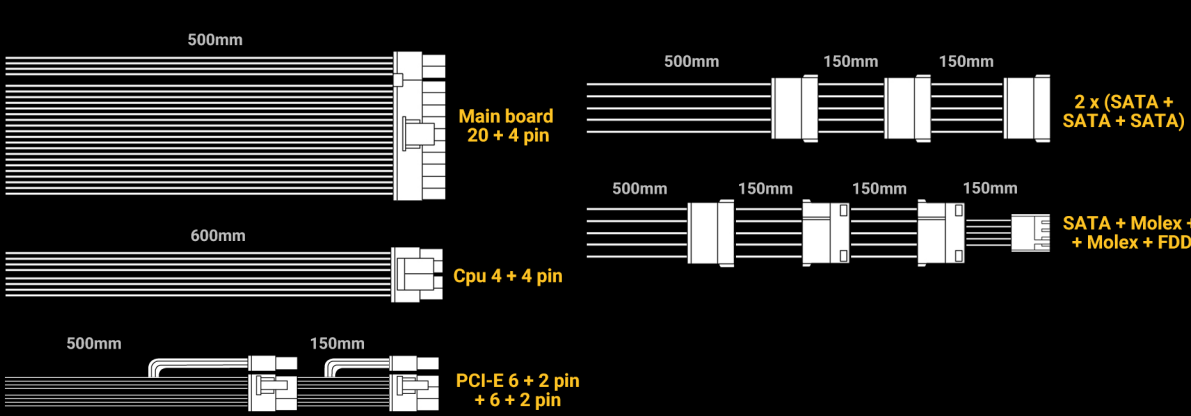 500mm
Main board
20 + 4 pin
600mm
Cpu 4 + 4 pin
500mm 150mm
PCI-E 6 + 2 pin
+ 6 + 2 pin
500mm 150mm 150mm
2 x (SATA +
SATA + SATA)
500mm 150mm 150mm 150mm
SATA + Molex +
+ Molex + FDD